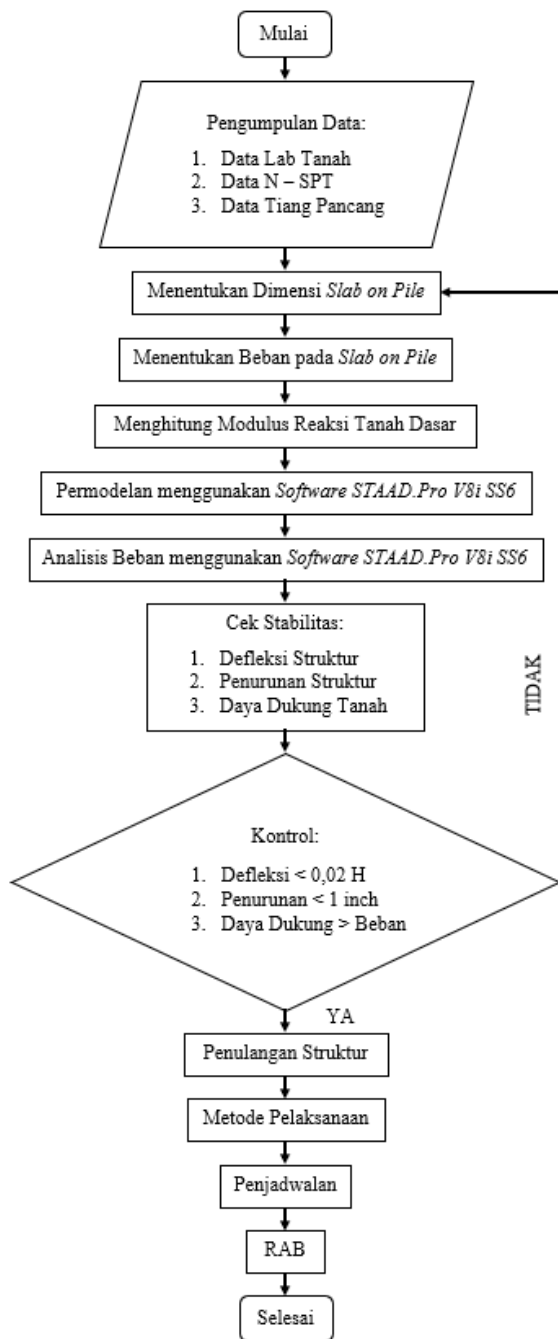 Mulai
Pengumpulan Data:
1. Data Lab Tanah
2. Data N – SPT
3. Data Tiang Pancang
Menentukan Dimensi Slab on Pile
Menentukan Beban pada Slab on Pile
Menghitung Modulus Reaksi Tanah Dasar
Permodelan menggunakan Software STAAD.Pro V8i SS6
Analisis Beban menggunakan Software STAAD.Pro V8i SS6
Cek Stabilitas:
1. Defleksi Struktur
2. Penurunan Struktur
3. Daya Dukung Tanah
TIDAK
Kontrol:
1. Defleksi < 0,02 H
2. Penurunan < 1 inch
3. Daya Dukung > Beban
YA
Penulangan Struktur
Metode Pelaksanaan
Penjadwalan
RAB
Selesai